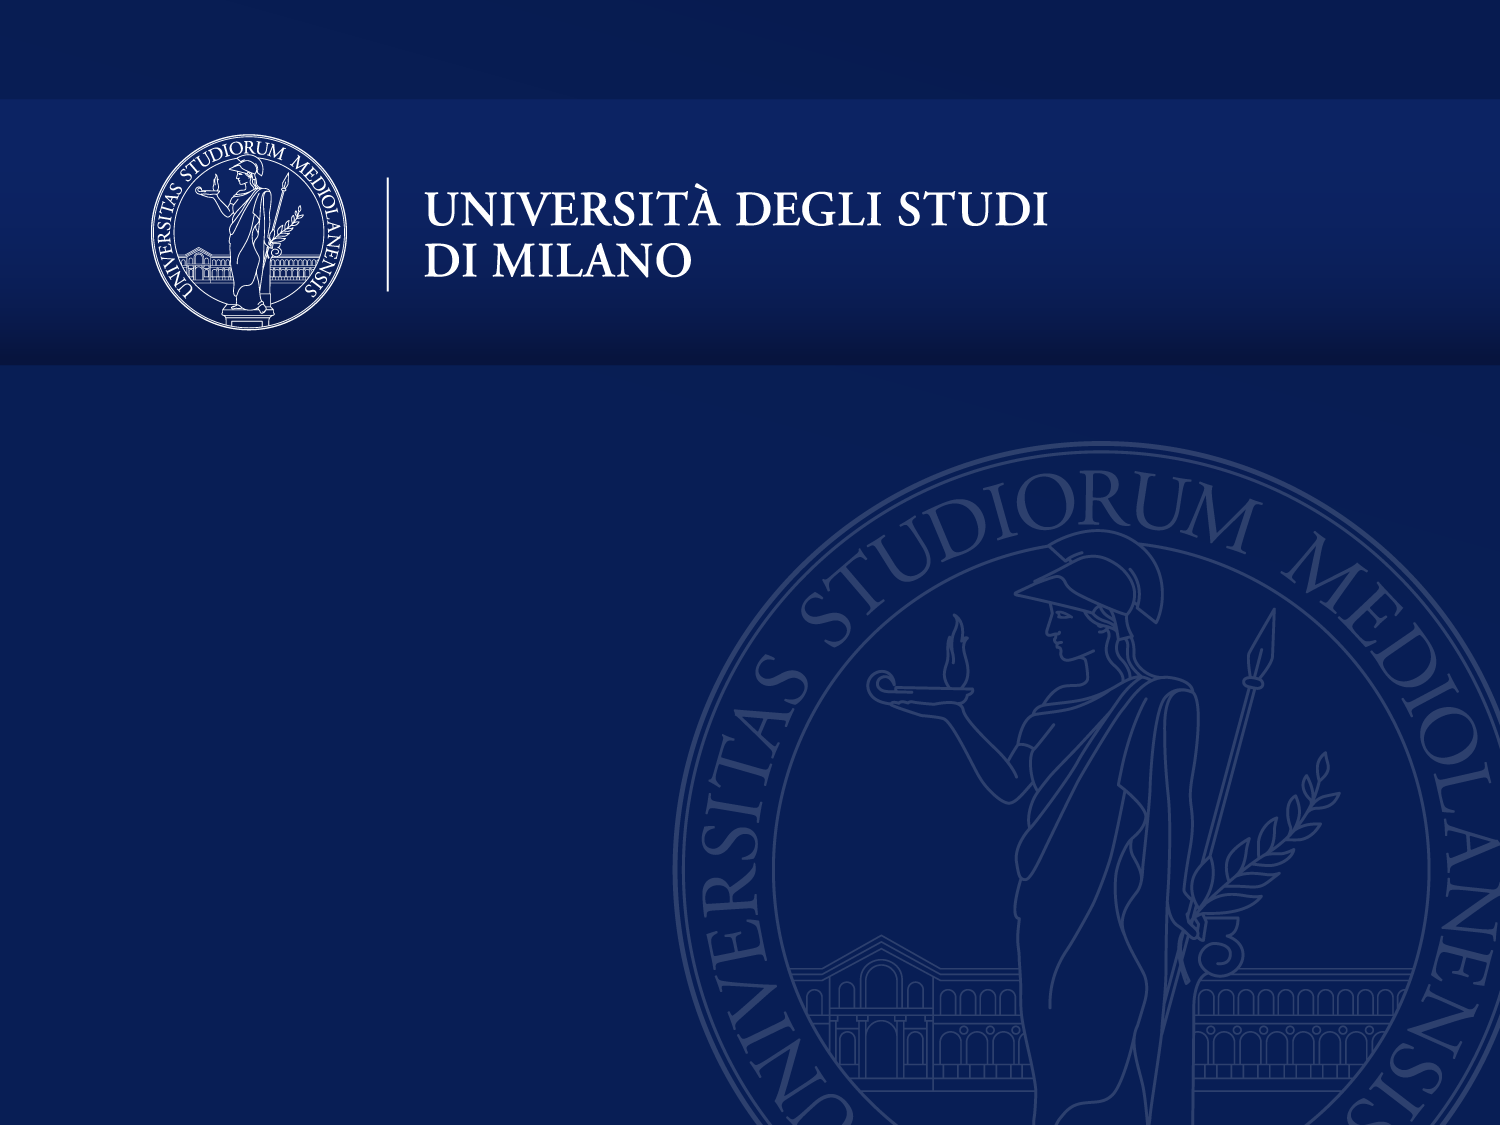 UNIVERSITAS STUDIORUM MEDIOLANENSIS
UNIVERSITÀ DEGLI STUDI
DI MILANO
UNIVERSITAS STUDIORUM MEDIOLANENSIS